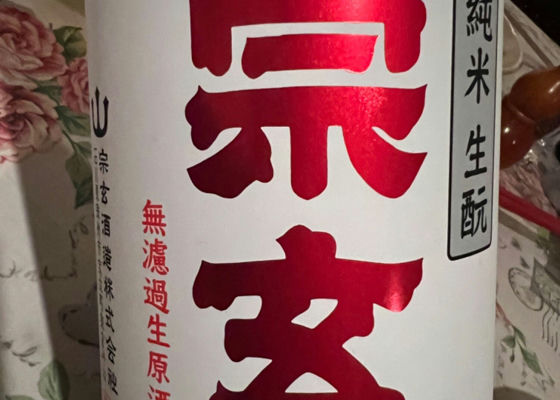 純米 生酛
宗玄
無濾過生原酒
宗玄酒造株式会社